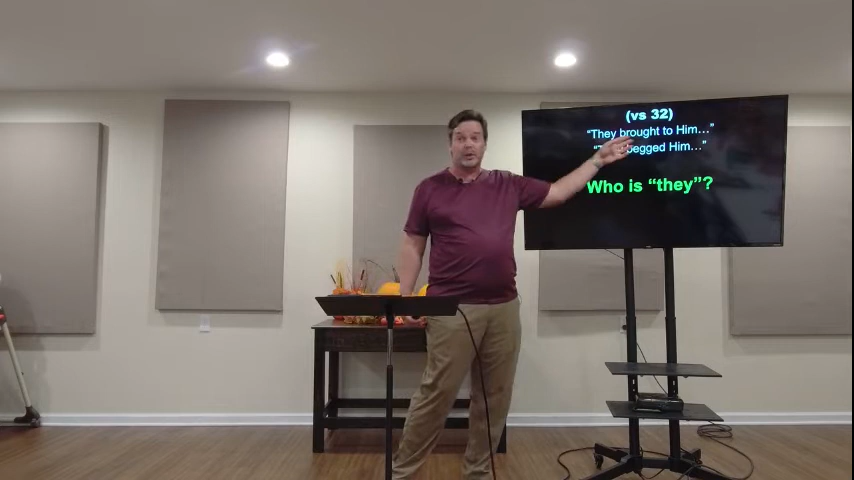 (vs 32)
“They brought to Him…”
begged Him…”
Who is “they”?